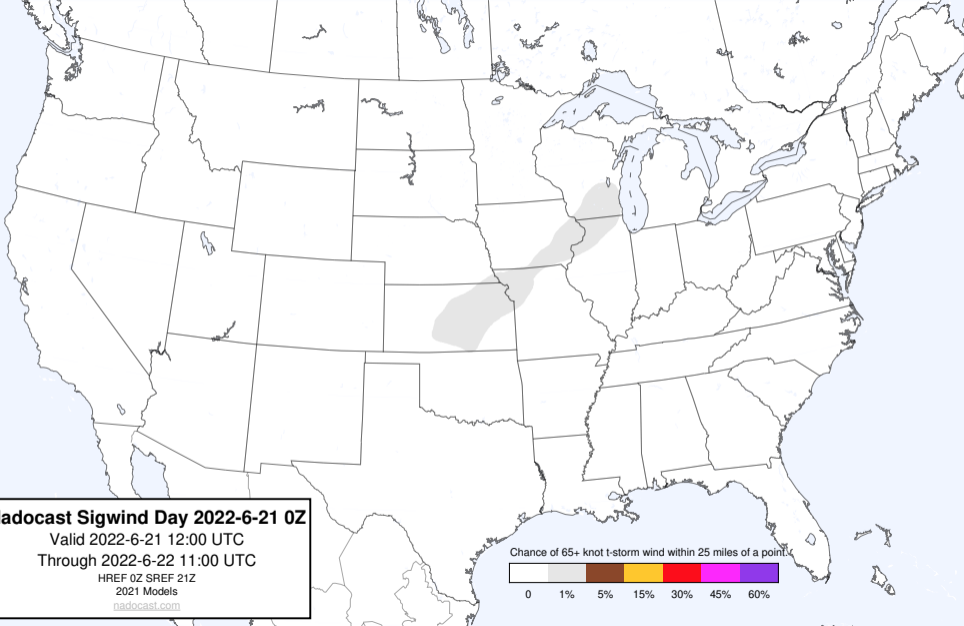 adocast Sigwind Day 2022-6-21 0Z
Valid 2022-6-21 12:00 UTC
Through 2022-6-22 11:00 UTC
HREF 0Z SREF 21Z
2021 Models
nadocast.com
Chance of 65+ knot t-storm wind within 25 miles of a point.
0 1% 5% 15% 30% 45% 60%